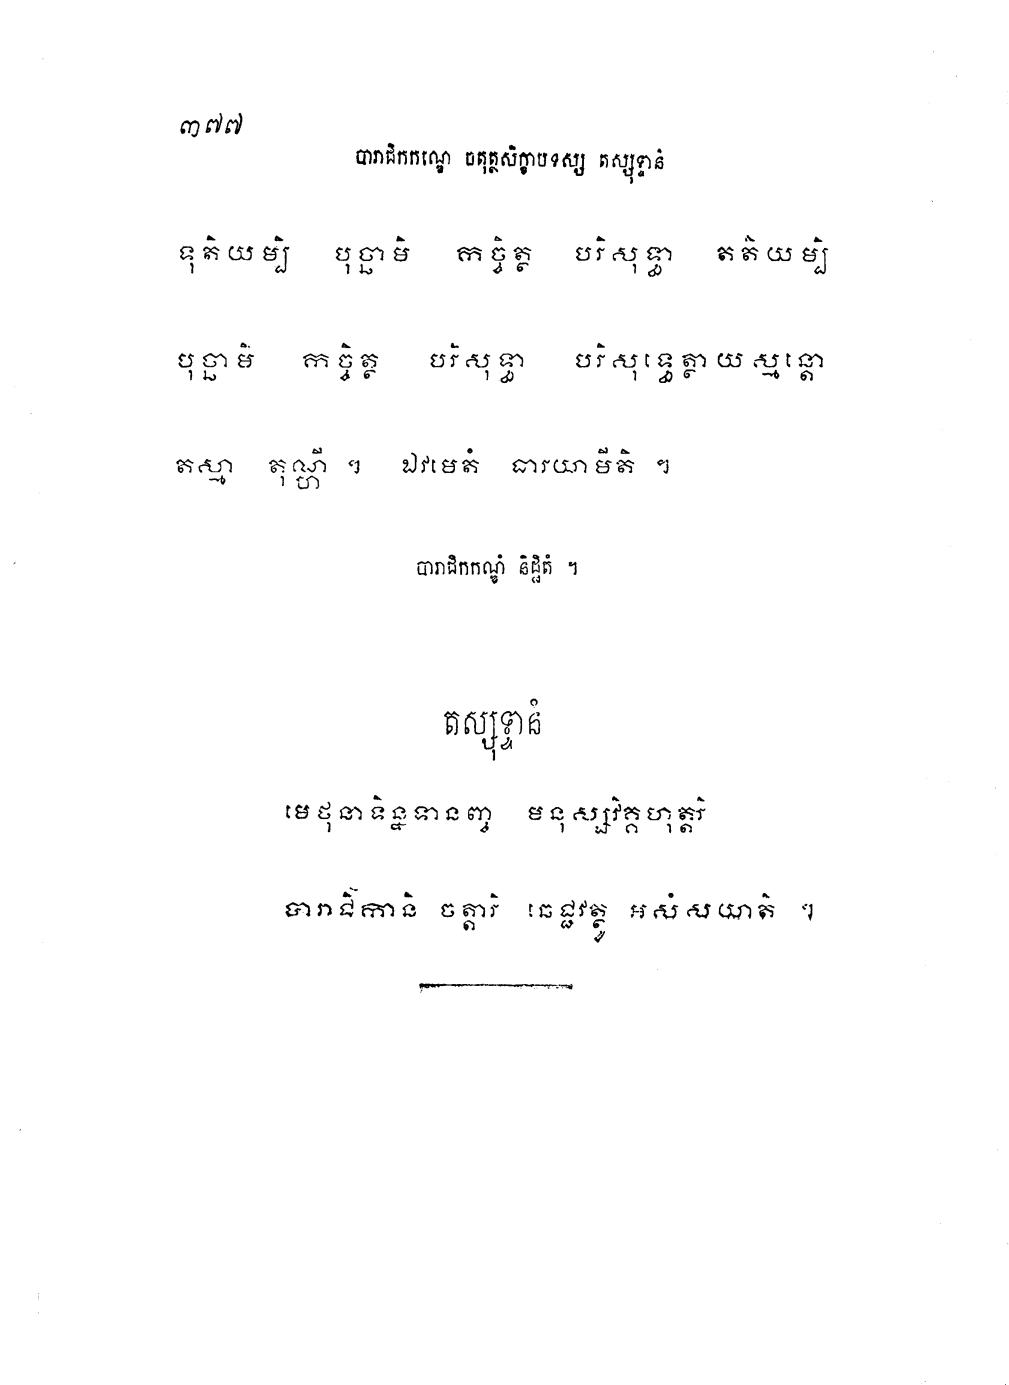 ៣៧៧
បារាជិកកណ្ឌេ ចតុត្ថសិក្ខាបទស្ស តស្សុទ្ទានំ
ទុតិយម្បិ បុច្ឆាមិ កច្ចិត្ថ បរិសុទ្ធា តតិយម្បិ
បុច្ឆាមិ កច្ចិត្ថ បរិសុទ្ធា បរិសុទ្ធេត្ថាយស្មន្តោ
តស្មា តុណ្ហី ។ ឯវមេតំ ធារយាមីតិ ។
បារាជិកកណ្ឌំ និដ្ឋិតំ ។
តស្សុទ្ទានំ
មេថុនាទិន្នទានញ្ច មនុស្សវិគ្គហុត្តរិ
បារាជិកានិ ចត្តារិ ឆេជ្ជវត្ថូ អសំសយាតិ ។